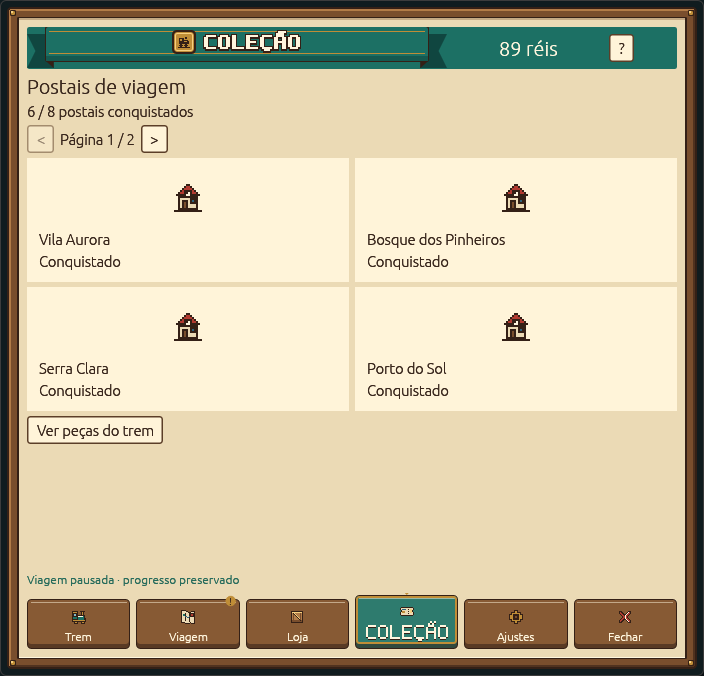 COLEÇÃO
89 réis
?
Postais de viagem
6 / 8 postais conquistados
< Página 1 / 2 >
Vila Aurora
Conquistado
Bosque dos Pinheiros
Conquistado
Serra Clara
Conquistado
Porto do Sol
Conquistado
Ver peças do trem
Viagem pausada · progresso preservado
!
Trem
Viagem
Loja
COLEÇÃO
Ajustes
Fechar